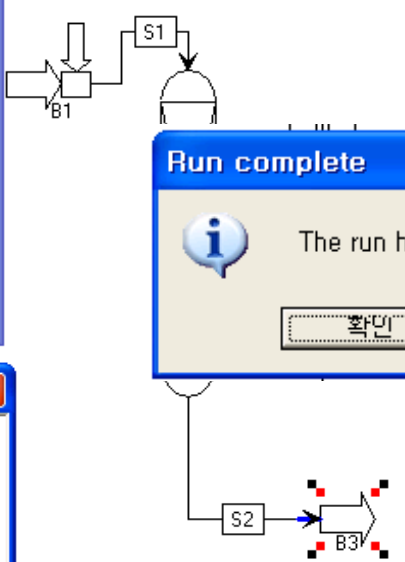 S1
B1
Run complete
The run h
확인
S2
B3